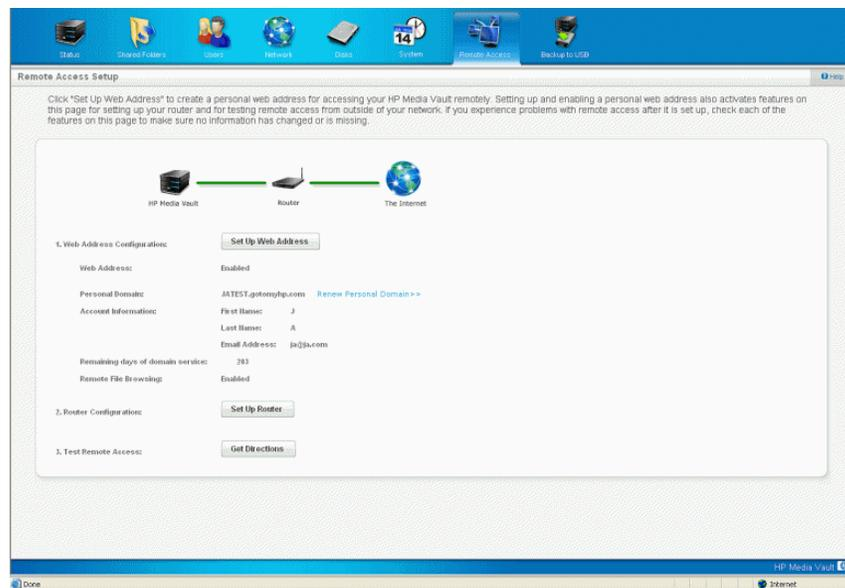 Status Shared Folders Users Network Disks System Remote Access Backup to USB
14
Remote Access Setup Help
Click "Set Up Web Address" to create a personal web address for accessing your HP Media Vault remotely. Setting up and enabling a personal web address also activates features on
this page for setting up your router and for testing remote access from outside of your network. If you experience problems with remote access after it is set up, check each of the
features on this page to make sure no information has changed or is missing.
HP Media Vault Router The Internet
1. Web Address Configuration: Set Up Web Address
Web Address: Enabled
Personal Domain: JATEST.gotomyhp.com Renew Personal Domain>>
Account Information: First Name: J
Last Name: A
Email Address: ja@ja.com
Remaining days of domain service: 203
Remote File Browsing: Enabled
2. Router Configuration: Set Up Router
3. Test Remote Access: Get Directions
HP Media Vault
Done Internet